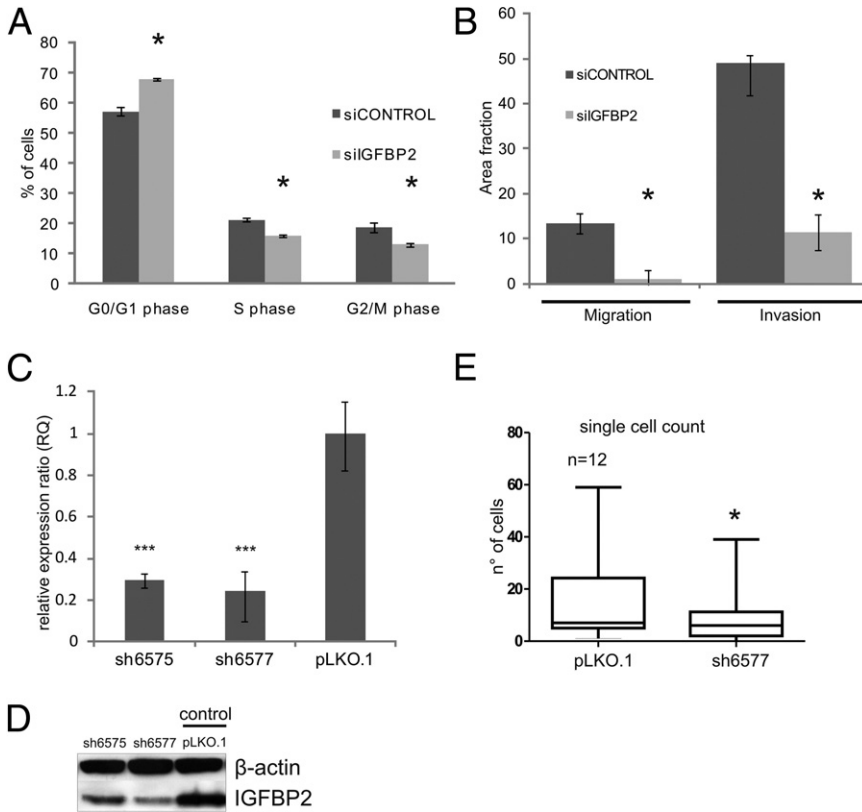 A
80
70
60
50
40
30
20
10
0
% of cells
*
*
*
siCONTROL
siIGFBP2
G0/G1 phase
S phase
G2/M phase
B
60
50
40
30
20
10
0
Area fraction
siCONTROL
siIGFBP2
*
*
Migration
Invasion
C
1.2
1
0.8
0.6
0.4
0.2
0
relative expression ratio (RQ)
***
***
sh6575
sh6577
pLKO.1
E
single cell count
n=12
80
60
40
20
0
n° of cells
*
pLKO.1
sh6577
D
control
sh6575 sh6577 pLKO.1
β-actin
IGFBP2